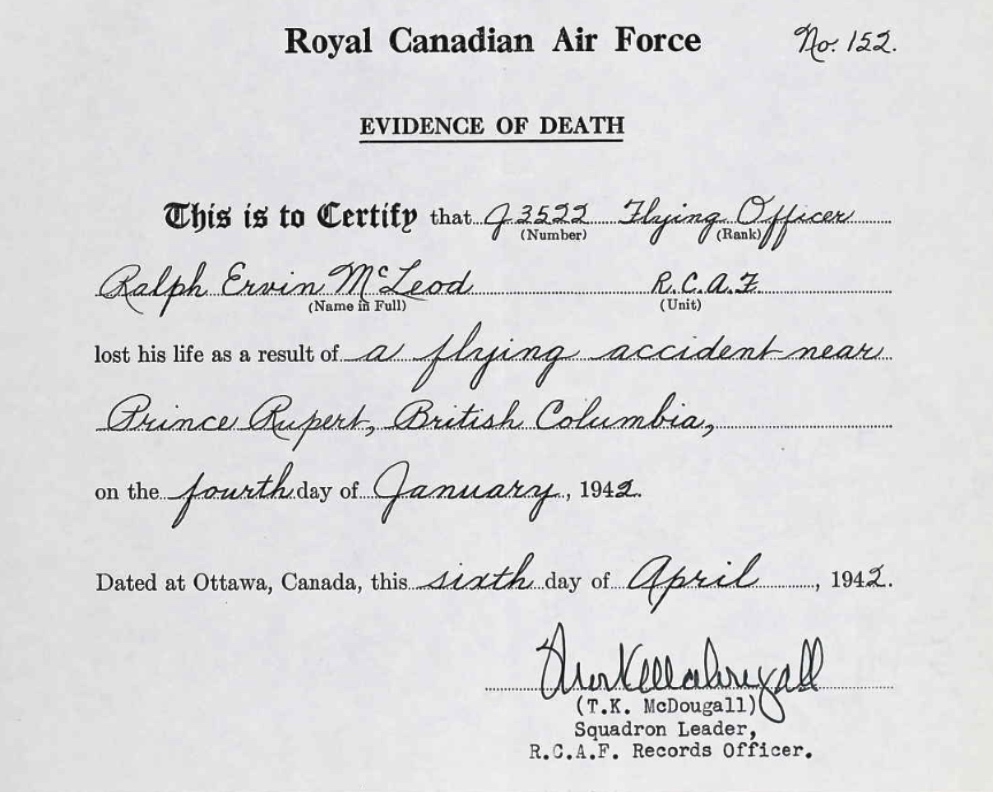 Royal Canadian Air Force No. 152.
EVIDENCE OF DEATH
This is to Certify that J3522 Flying Officer
(Number) (Rank)
Ralph Ervin McLeod R.C.A.F.
(Name in Full) (Unit)
lost his life as a result of a flying accident near
Prince Rupert, British Columbia,
on the fourth day of January, 1942.
Dated at Ottawa, Canada, this sixth day of April, 1942.
(T.K. McDougall)
Squadron Leader,
R.C.A.F. Records Officer.